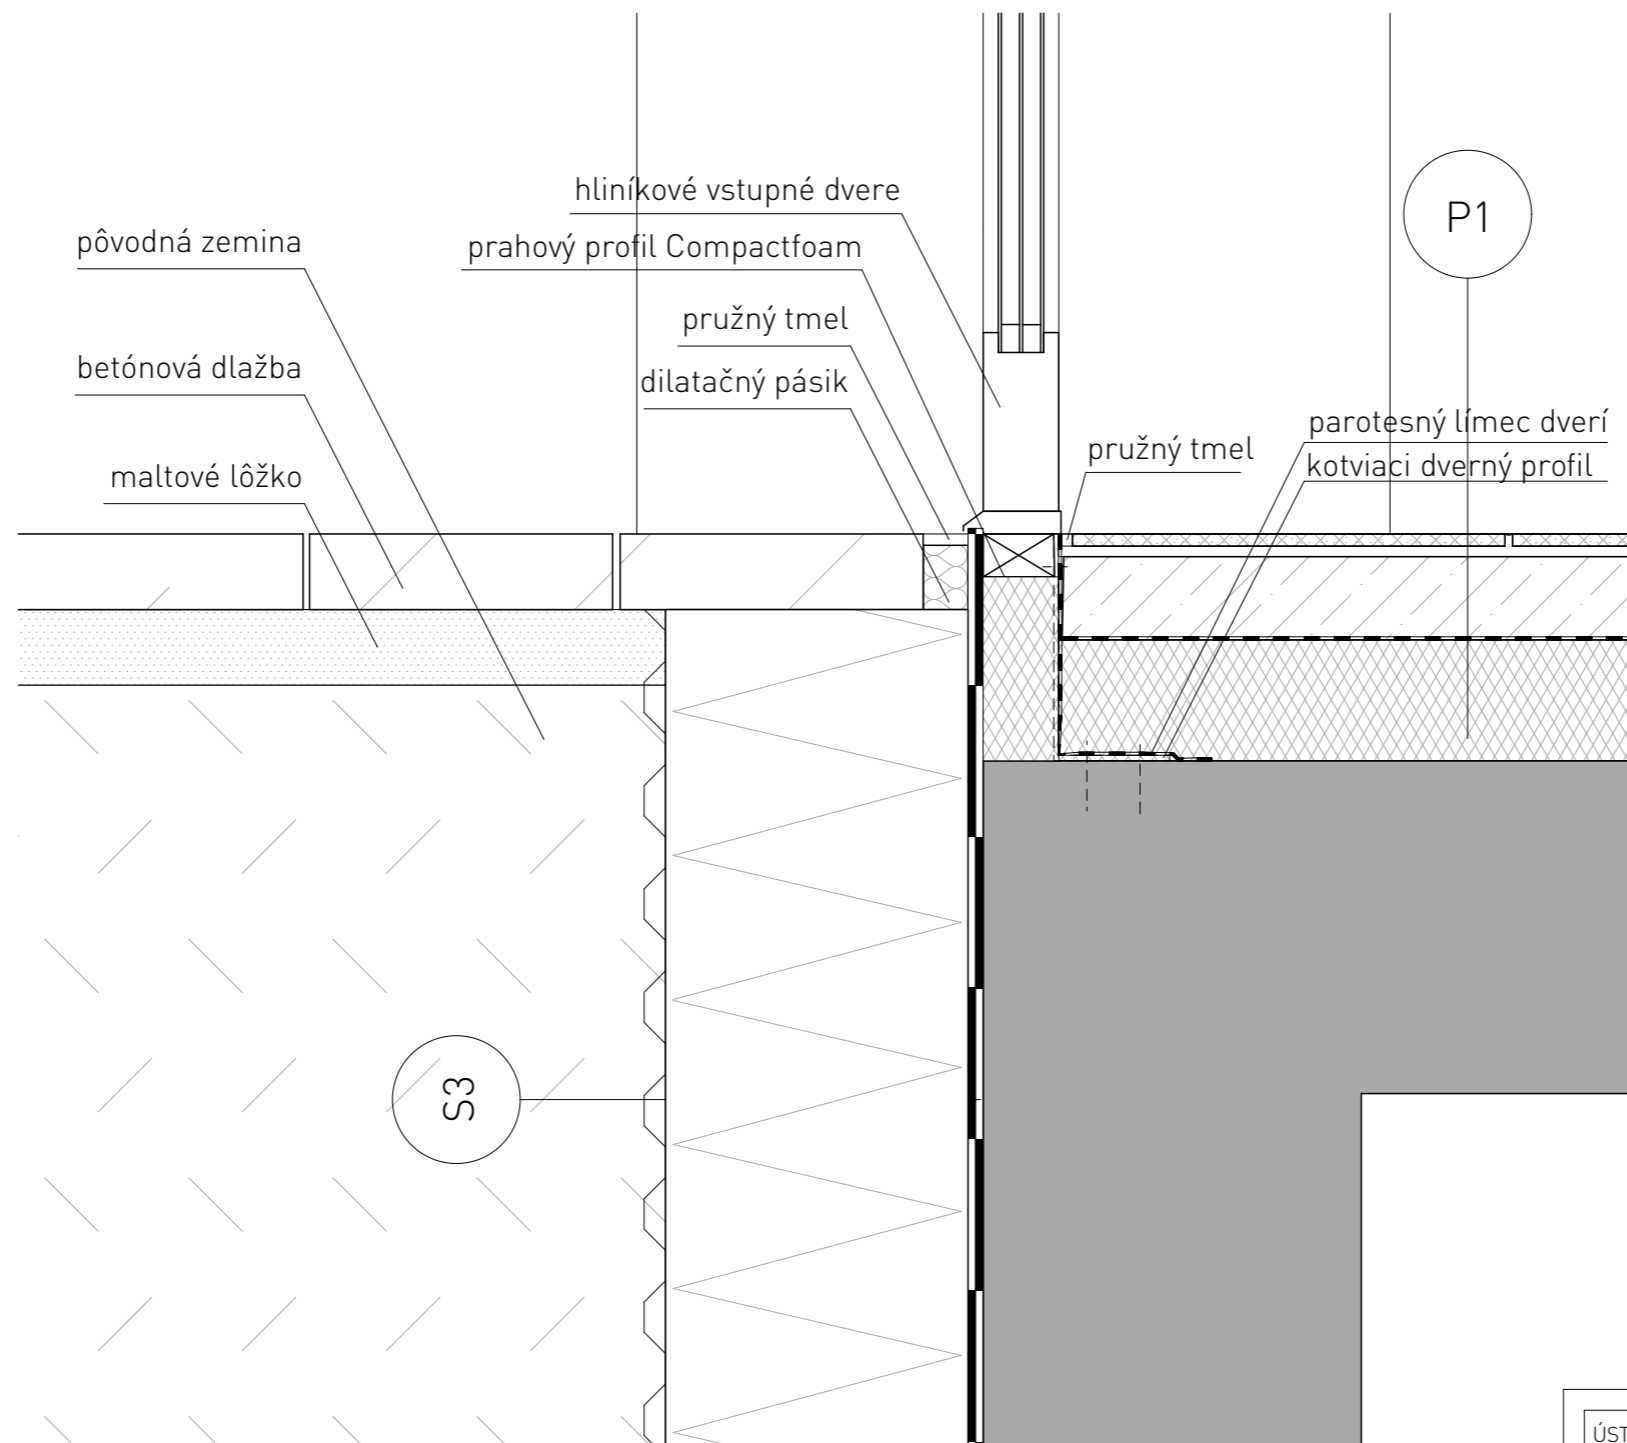 hliníkové vstupné dvere
prahový profil Compactfoam
pôvodná zemina
pružný tmel
betónová dlažba
dilatačný pásik
maltové lôžko
P1
parotesný límec dverí
pružný tmel
kotviaci dverný profil
S3
ÚST